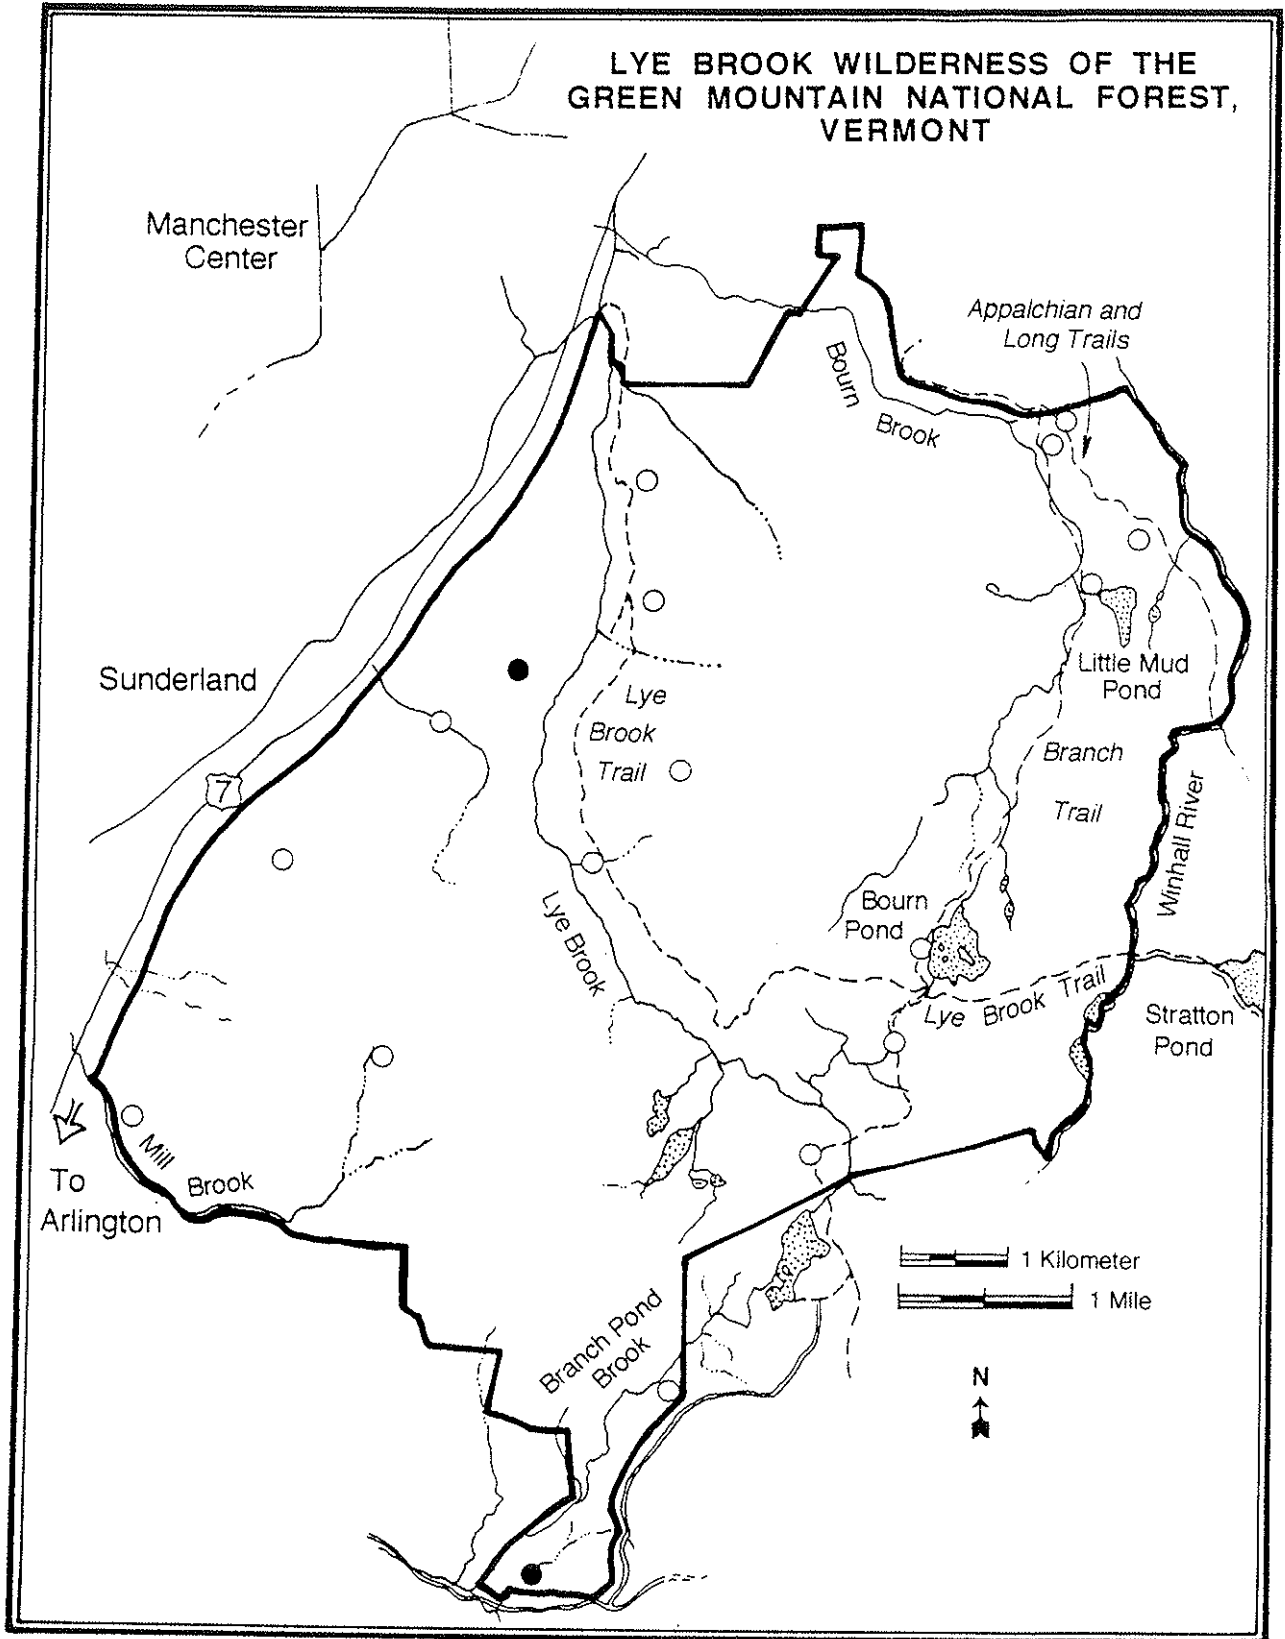 LYE BROOK WILDERNESS OF THE
GREEN MOUNTAIN NATIONAL FOREST,
VERMONT
Manchester
Center
Appalchian and
Long Trails
Bourn
Brook
Sunderland
Little Mud
Pond
Lye
Brook
Trail
Branch
Trail
7
Winhall River
Bourn
Pond
Lye Brook
Lye Brook Trail
Stratton
Pond
Mill
Brook
To
Arlington
1 Kilometer
1 Mile
Branch Pond
Brook
N